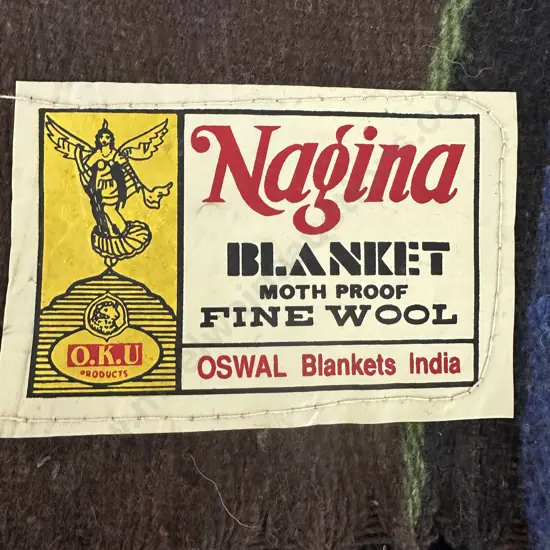 Nagina
BLANKET
MOTH PROOF
FINE WOOL
OSWAL Blankets India
O.K.U
PRODUCTS